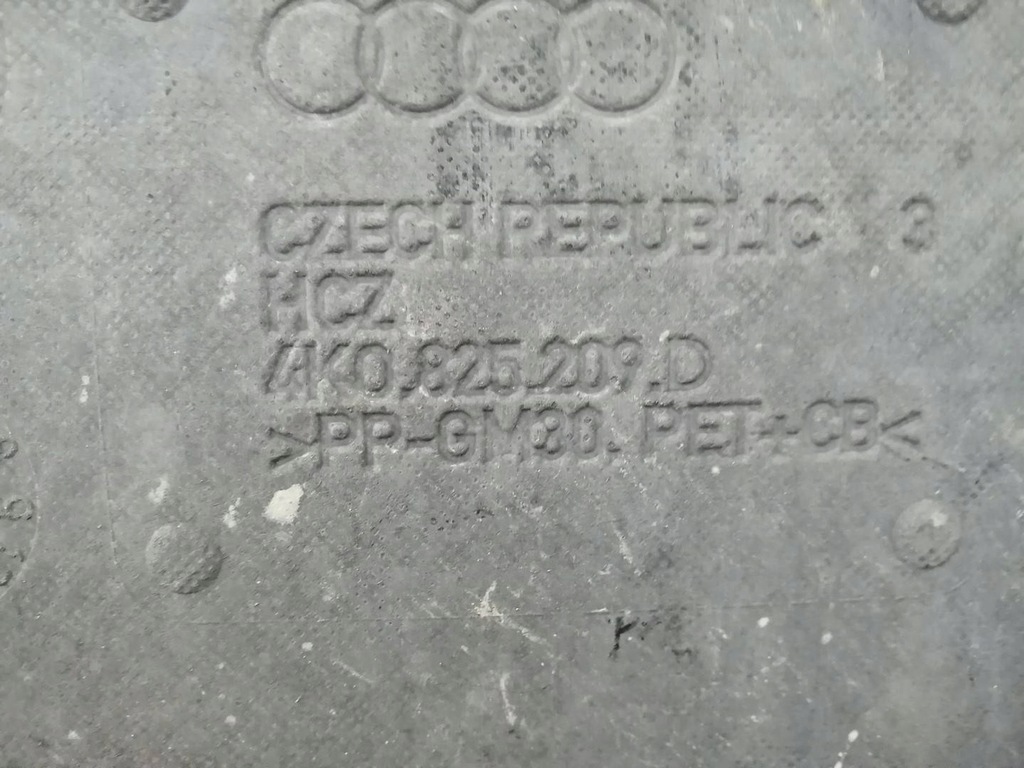 CZECH REPUBLIC 3
HCZ
4K0.825.209.D
>PP-GM30.PET+CB<